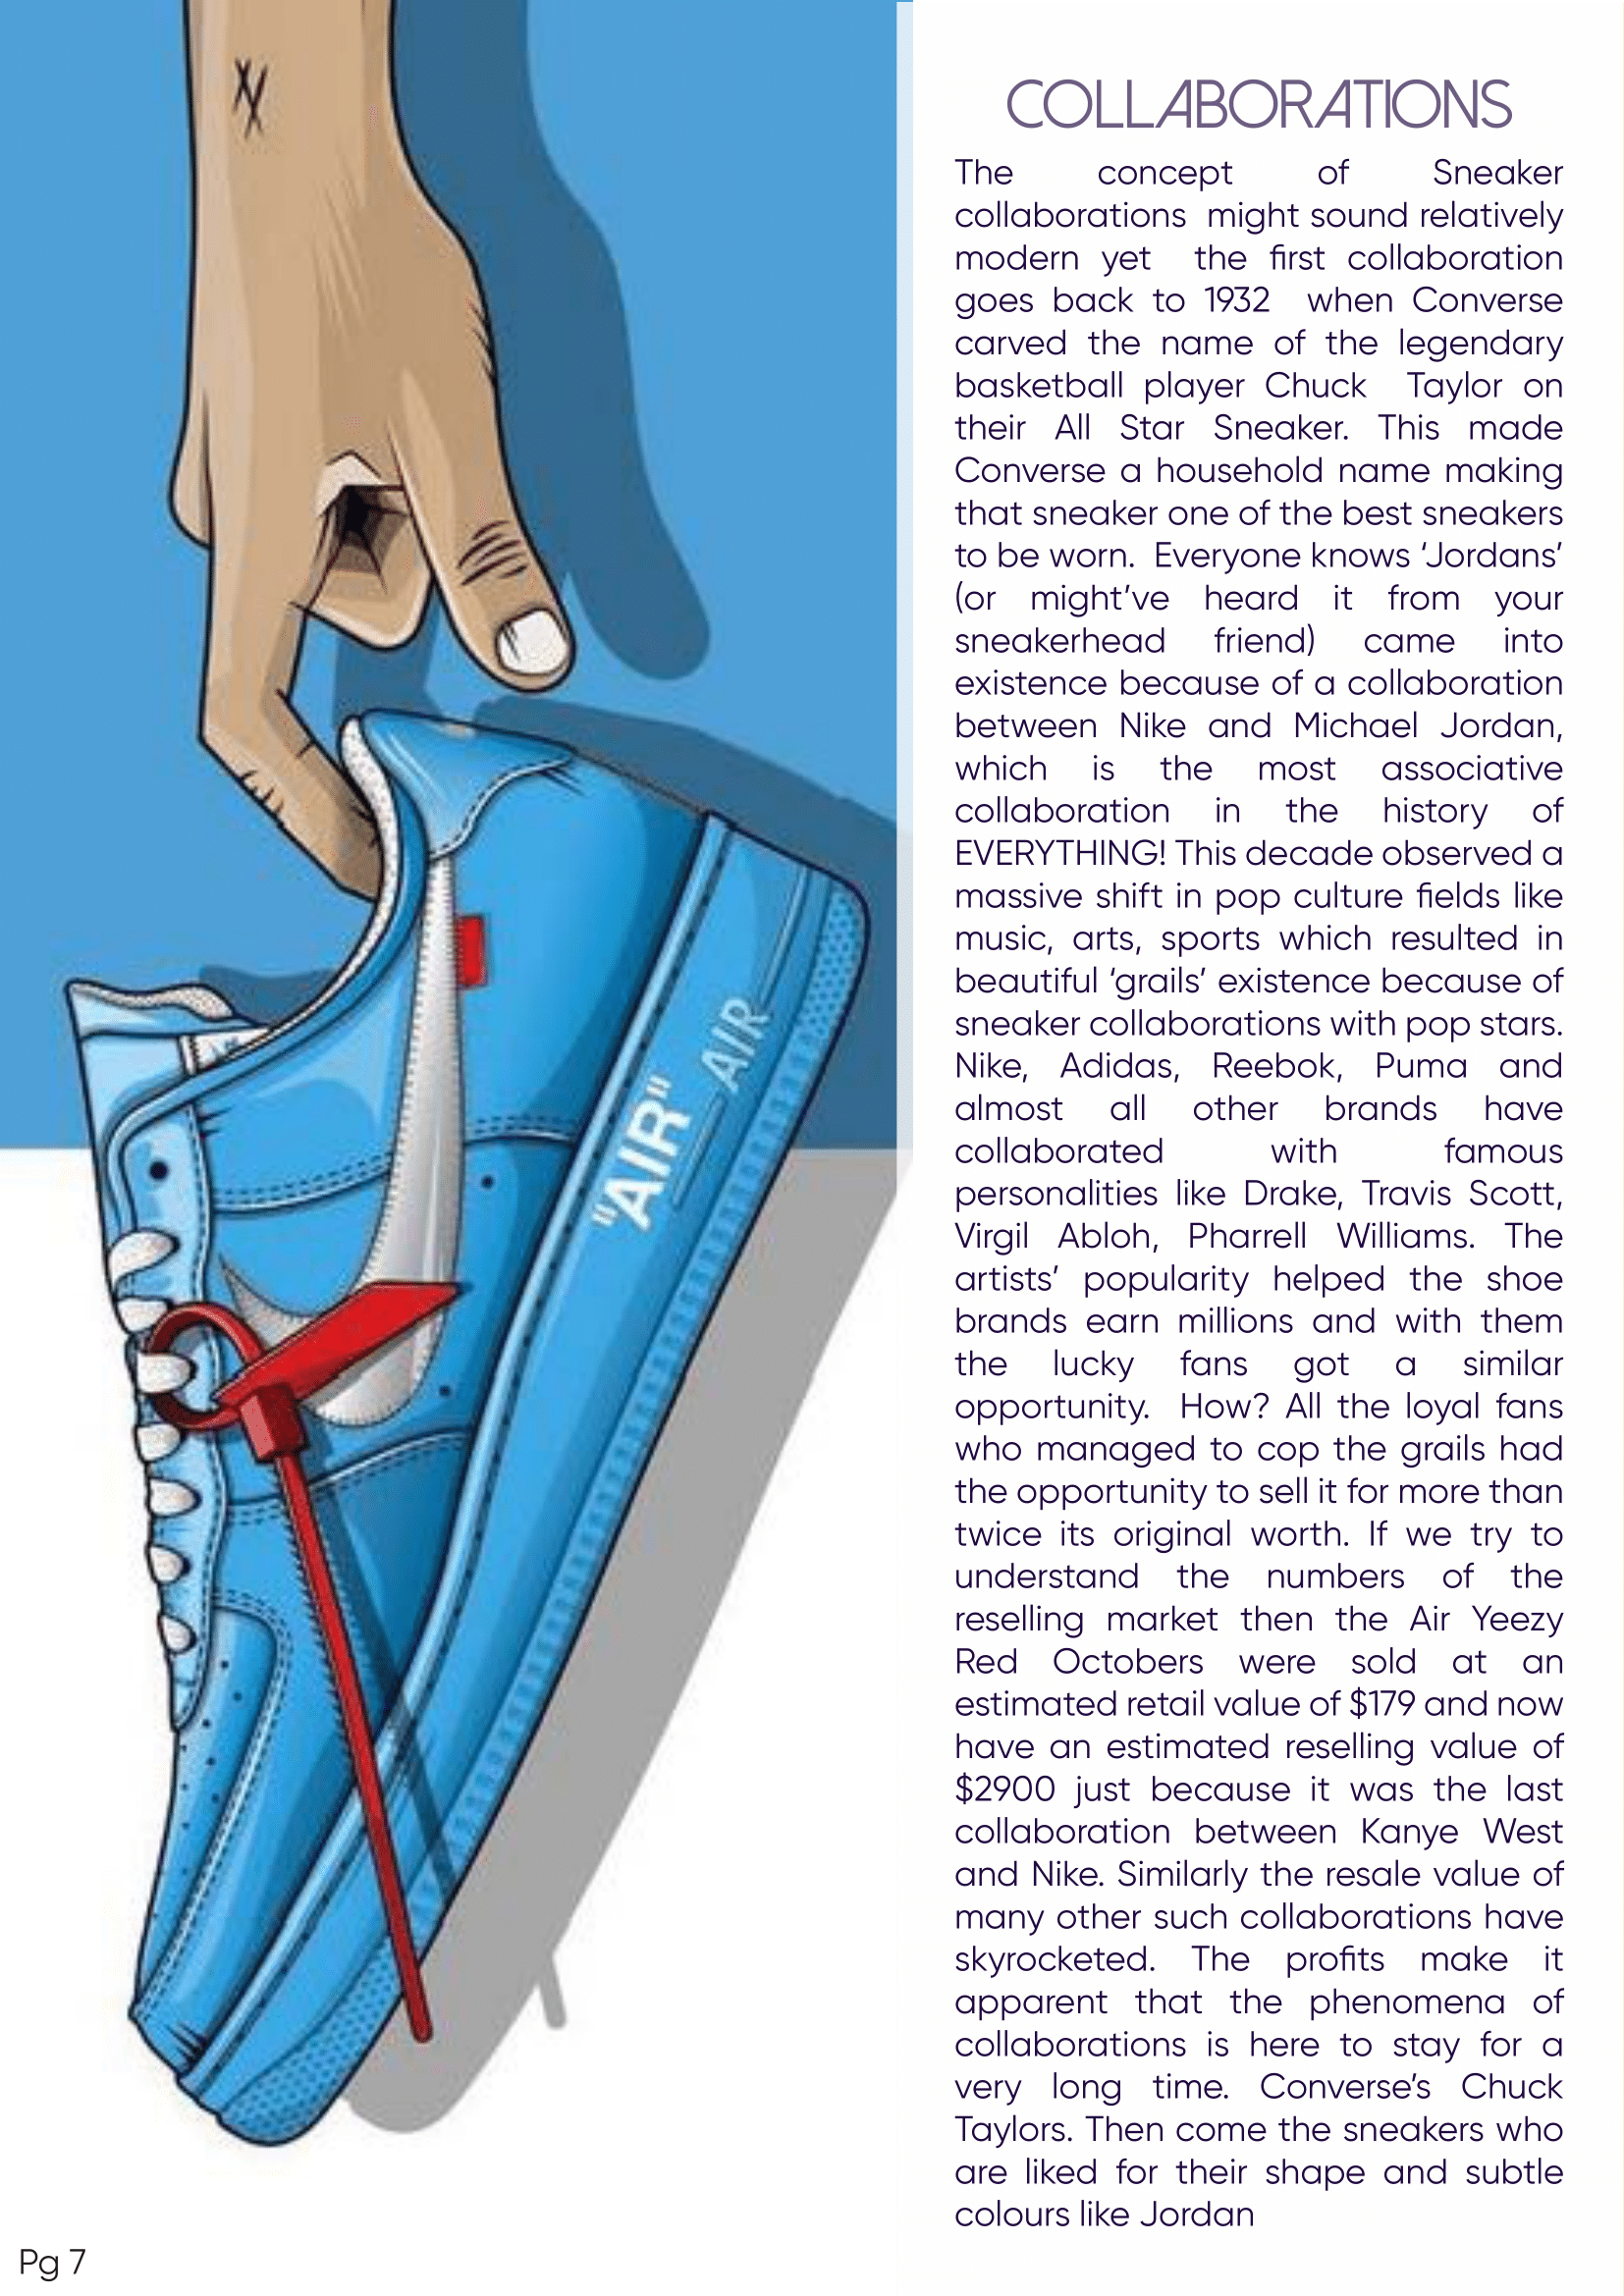 COLLABORATIONS
The concept of Sneaker
collaborations might sound relatively
modern yet the first collaboration
goes back to 1932 when Converse
carved the name of the legendary
basketball player Chuck Taylor on
their All Star Sneaker. This made
Converse a household name making
that sneaker one of the best sneakers
to be worn. Everyone knows ‘Jordans’
(or might’ve heard it from your
sneakerhead friend) came into
existence because of a collaboration
between Nike and Michael Jordan,
which is the most associative
collaboration in the history of
EVERYTHING! This decade observed a
massive shift in pop culture fields like
music, arts, sports which resulted in
beautiful ‘grails’ existence because of
sneaker collaborations with pop stars.
Nike, Adidas, Reebok, Puma and
almost all other brands have
collaborated with famous
personalities like Drake, Travis Scott,
Virgil Abloh, Pharrell Williams. The
artists’ popularity helped the shoe
brands earn millions and with them
the lucky fans got a similar
opportunity. How? All the loyal fans
who managed to cop the grails had
the opportunity to sell it for more than
twice its original worth. If we try to
understand the numbers of the
reselling market then the Air Yeezy
Red Octobers were sold at an
estimated retail value of $179 and now
have an estimated reselling value of
$2900 just because it was the last
collaboration between Kanye West
and Nike. Similarly the resale value of
many other such collaborations have
skyrocketed. The profits make it
apparent that the phenomena of
collaborations is here to stay for a
very long time. Converse’s Chuck
Taylors. Then come the sneakers who
are liked for their shape and subtle
colours like Jordan
"AIR"
AIR
Pg 7